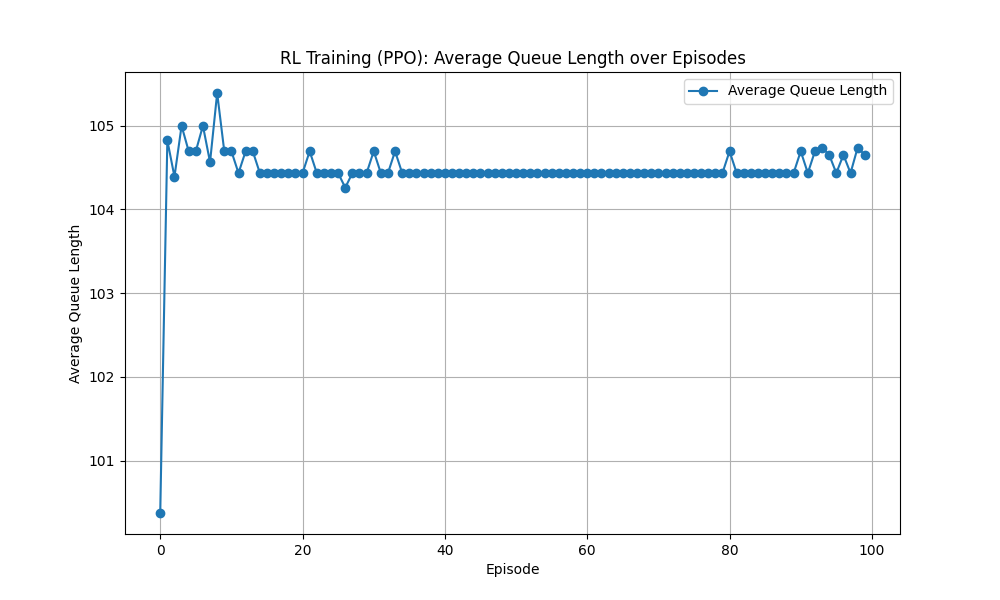 RL Training (PPO): Average Queue Length over Episodes
Average Queue Length
105
104
103
102
101
Average Queue Length
0 20 40 60 80 100
Episode